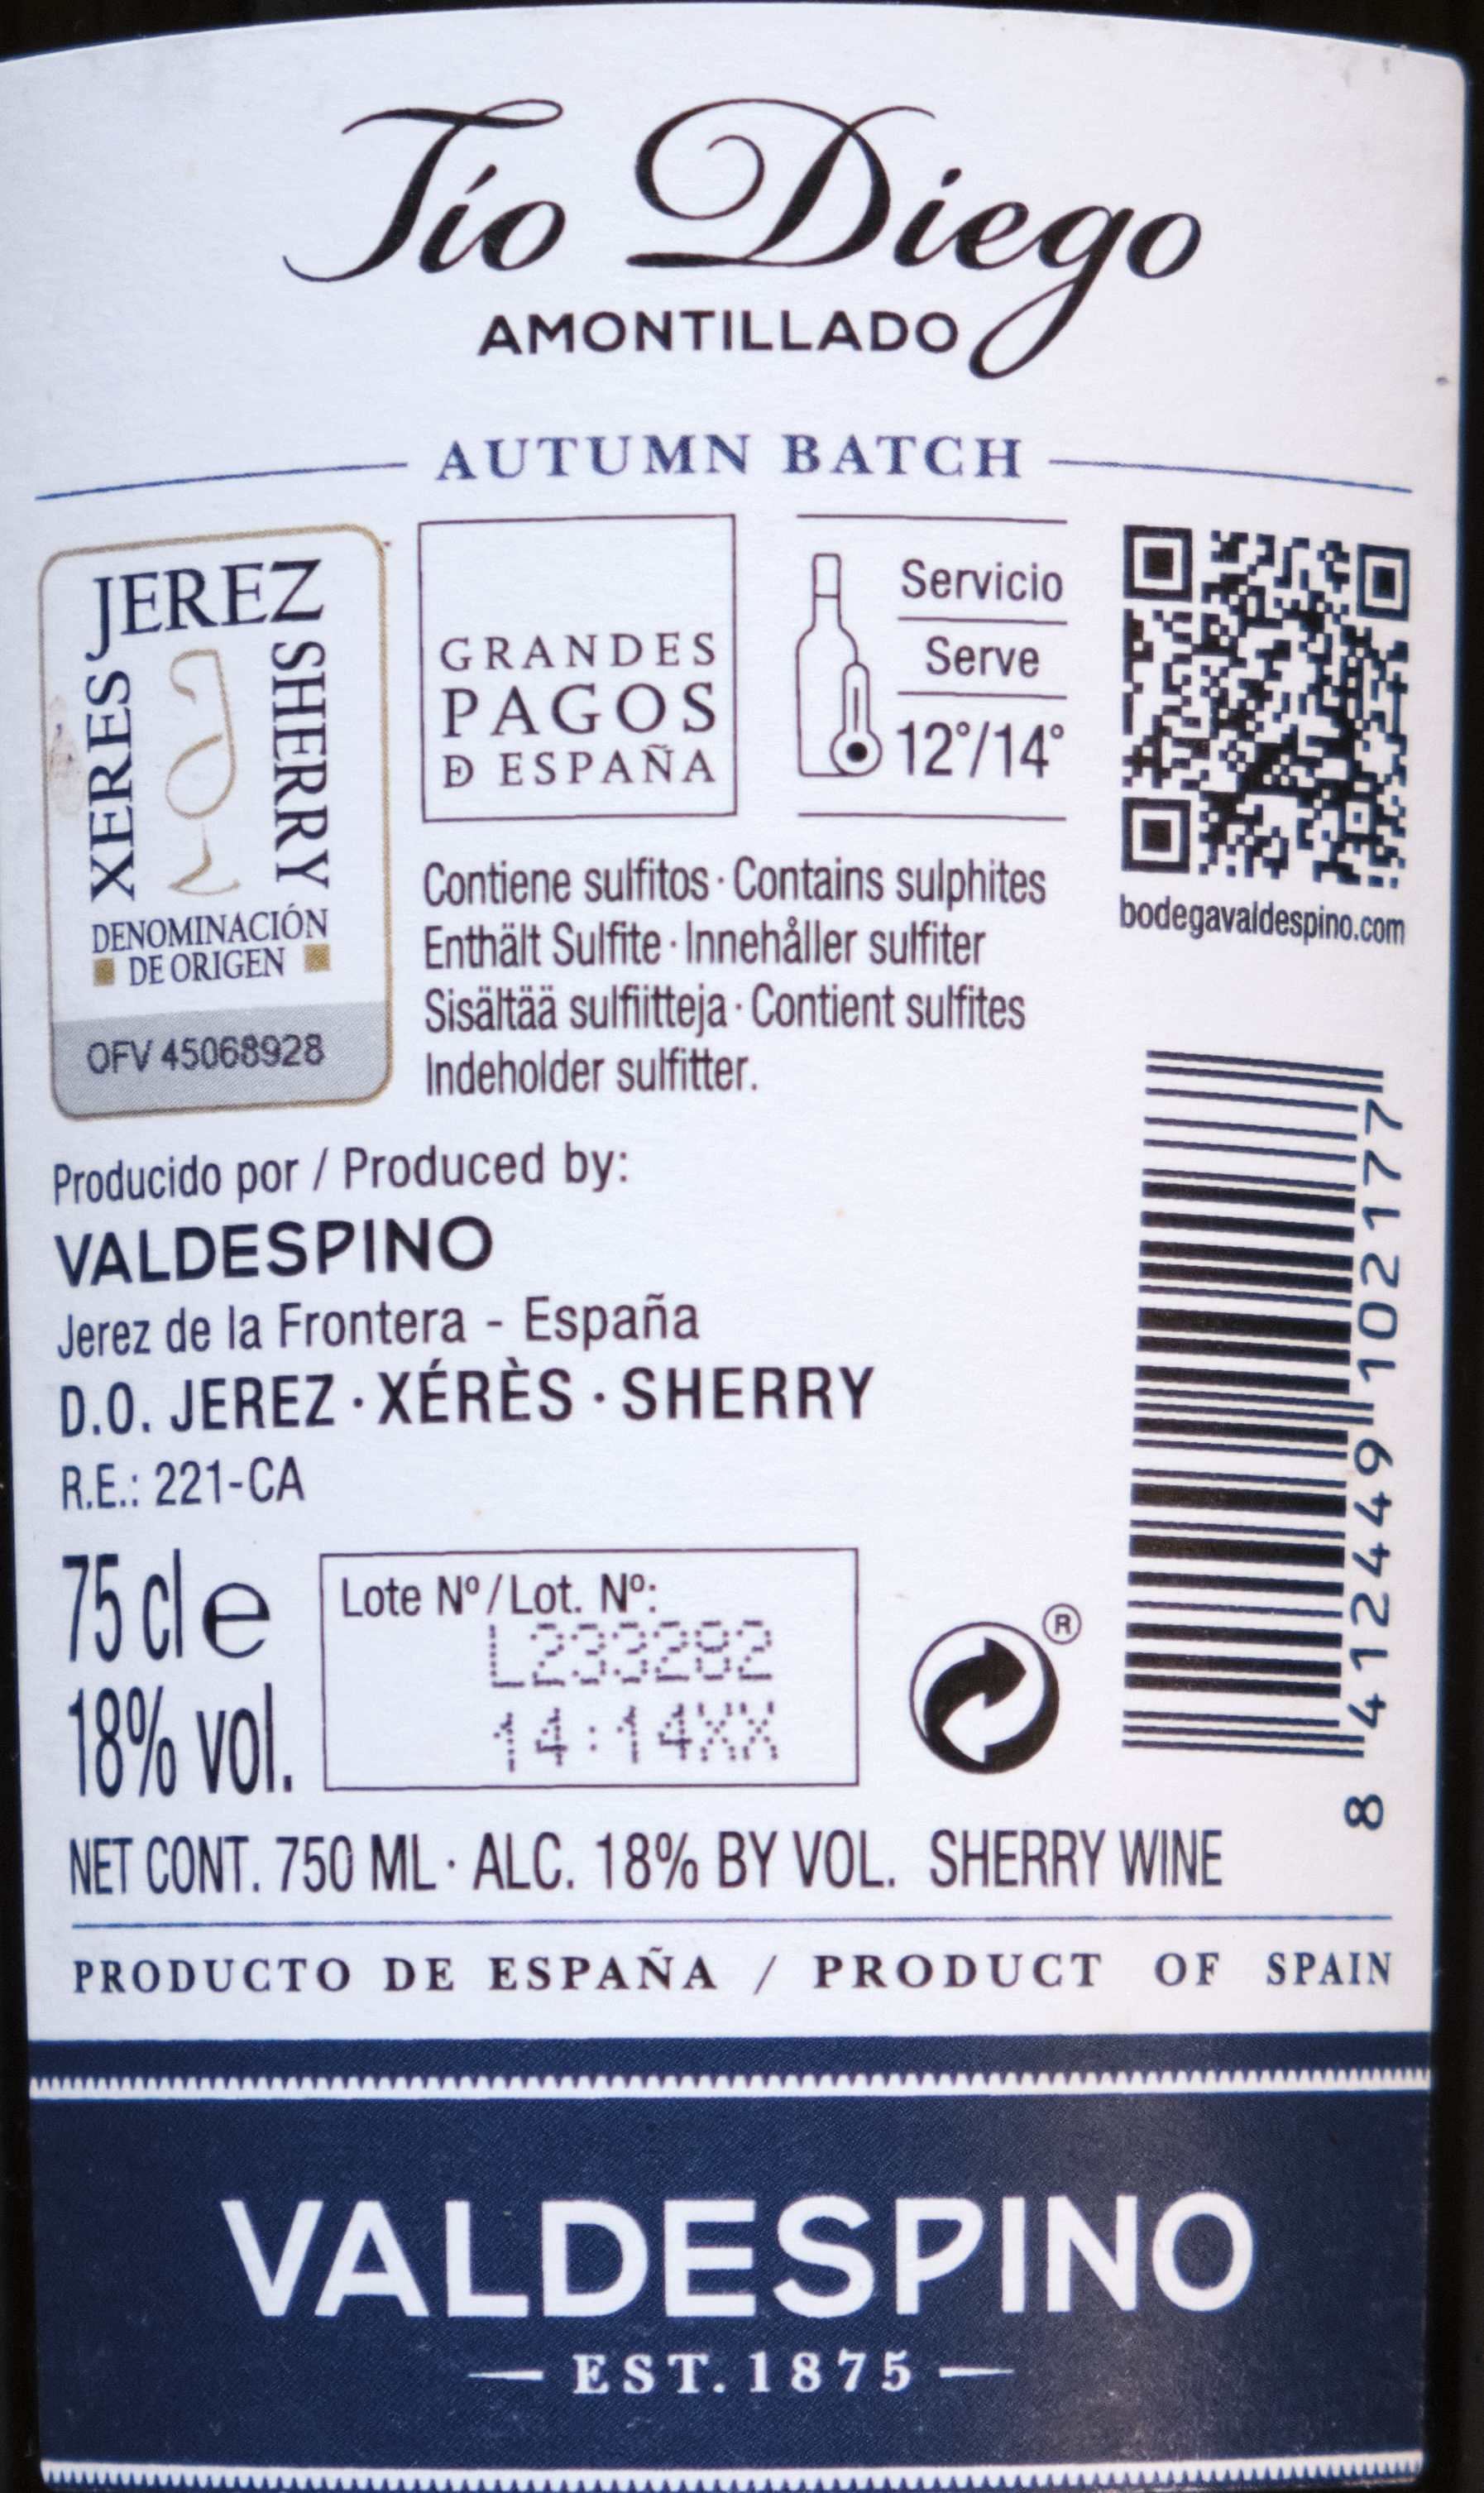 Tío Diego
AMONTILLADO
AUTUMN BATCH
JEREZ
XERES
SHERRY
DENOMINACIÓN
DE ORIGEN
OFV 45068928
GRANDES
PAGOS
Đ ESPAÑA
Servicio
Serve
12°/14°
bodegavaldespino.com
Contiene sulfitos · Contains sulphites
Enthält Sulfite · Innehåller sulfiter
Sisältää sulfiitteja · Contient sulfites
Indeholder sulfitter.
Producido por / Produced by:
VALDESPINO
Jerez de la Frontera - España
D.O. JEREZ · XÉRÈS · SHERRY
R.E.: 221-CA
75 cl e
18% vol.
Lote Nº/Lot. Nº:
L233282
14:14XX
®
8 412449 102177
NET CONT. 750 ML · ALC. 18% BY VOL. SHERRY WINE
PRODUCTO DE ESPAÑA / PRODUCT OF SPAIN
VALDESPINO
EST. 1875